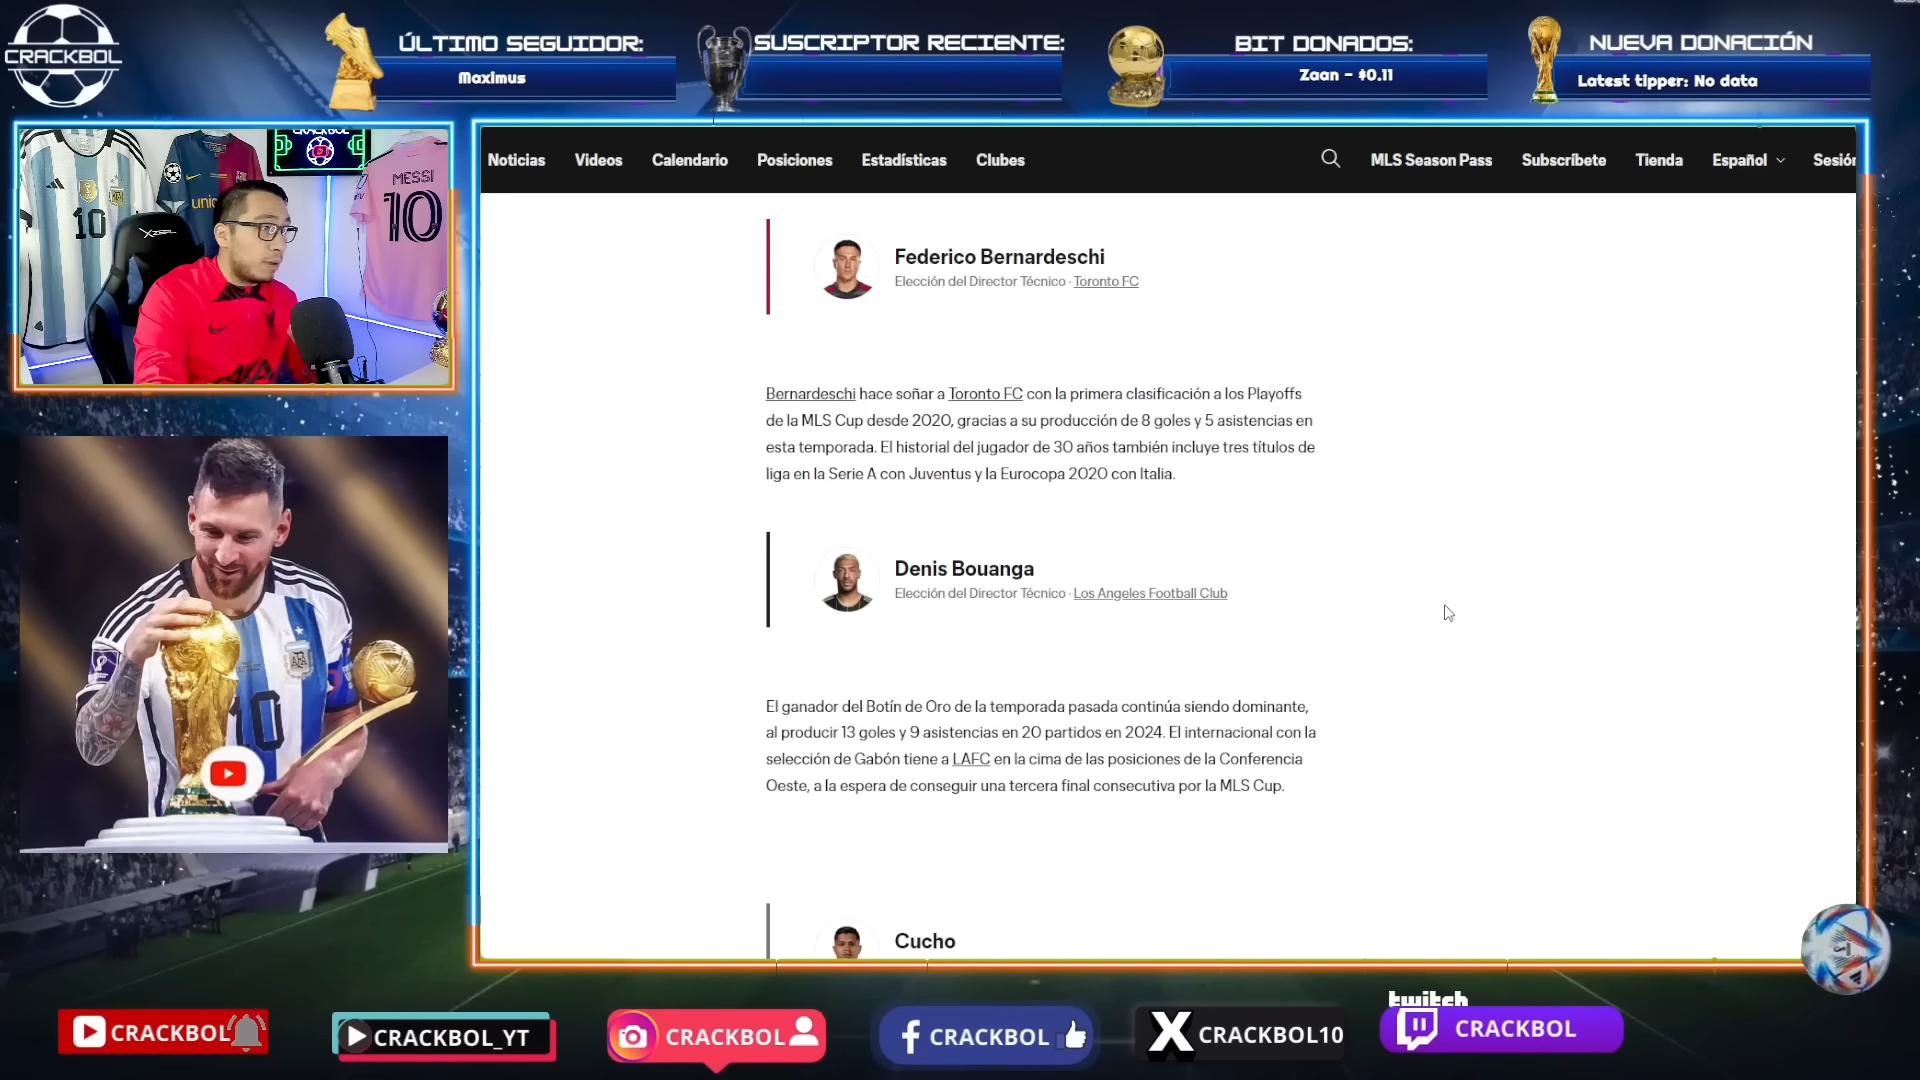 CRACKBOL
ÚLTIMO SEGUIDOR:
Maximus
SUSCRIPTOR RECIENTE:
BIT DONADOS:
Zaan - $0.11
NUEVA DONACIÓN
Latest tipper: No data
10
MESSI
10
Noticias Videos Calendario Posiciones Estadísticas Clubes MLS Season Pass Subscríbete Tienda Español Sesión
Federico Bernardeschi
Elección del Director Técnico · Toronto FC
Bernardeschi hace soñar a Toronto FC con la primera clasificación a los Playoffs
de la MLS Cup desde 2020, gracias a su producción de 8 goles y 5 asistencias en
esta temporada. El historial del jugador de 30 años también incluye tres títulos de
liga en la Serie A con Juventus y la Eurocopa 2020 con Italia.
Denis Bouanga
Elección del Director Técnico · Los Angeles Football Club
El ganador del Botín de Oro de la temporada pasada continúa siendo dominante,
al producir 13 goles y 9 asistencias en 20 partidos en 2024. El internacional con la
selección de Gabón tiene a LAFC en la cima de las posiciones de la Conferencia
Oeste, a la espera de conseguir una tercera final consecutiva por la MLS Cup.
Cucho
AFA
10
CRACKBOL
CRACKBOL_YT
CRACKBOL
CRACKBOL
CRACKBOL10
twitch
CRACKBOL